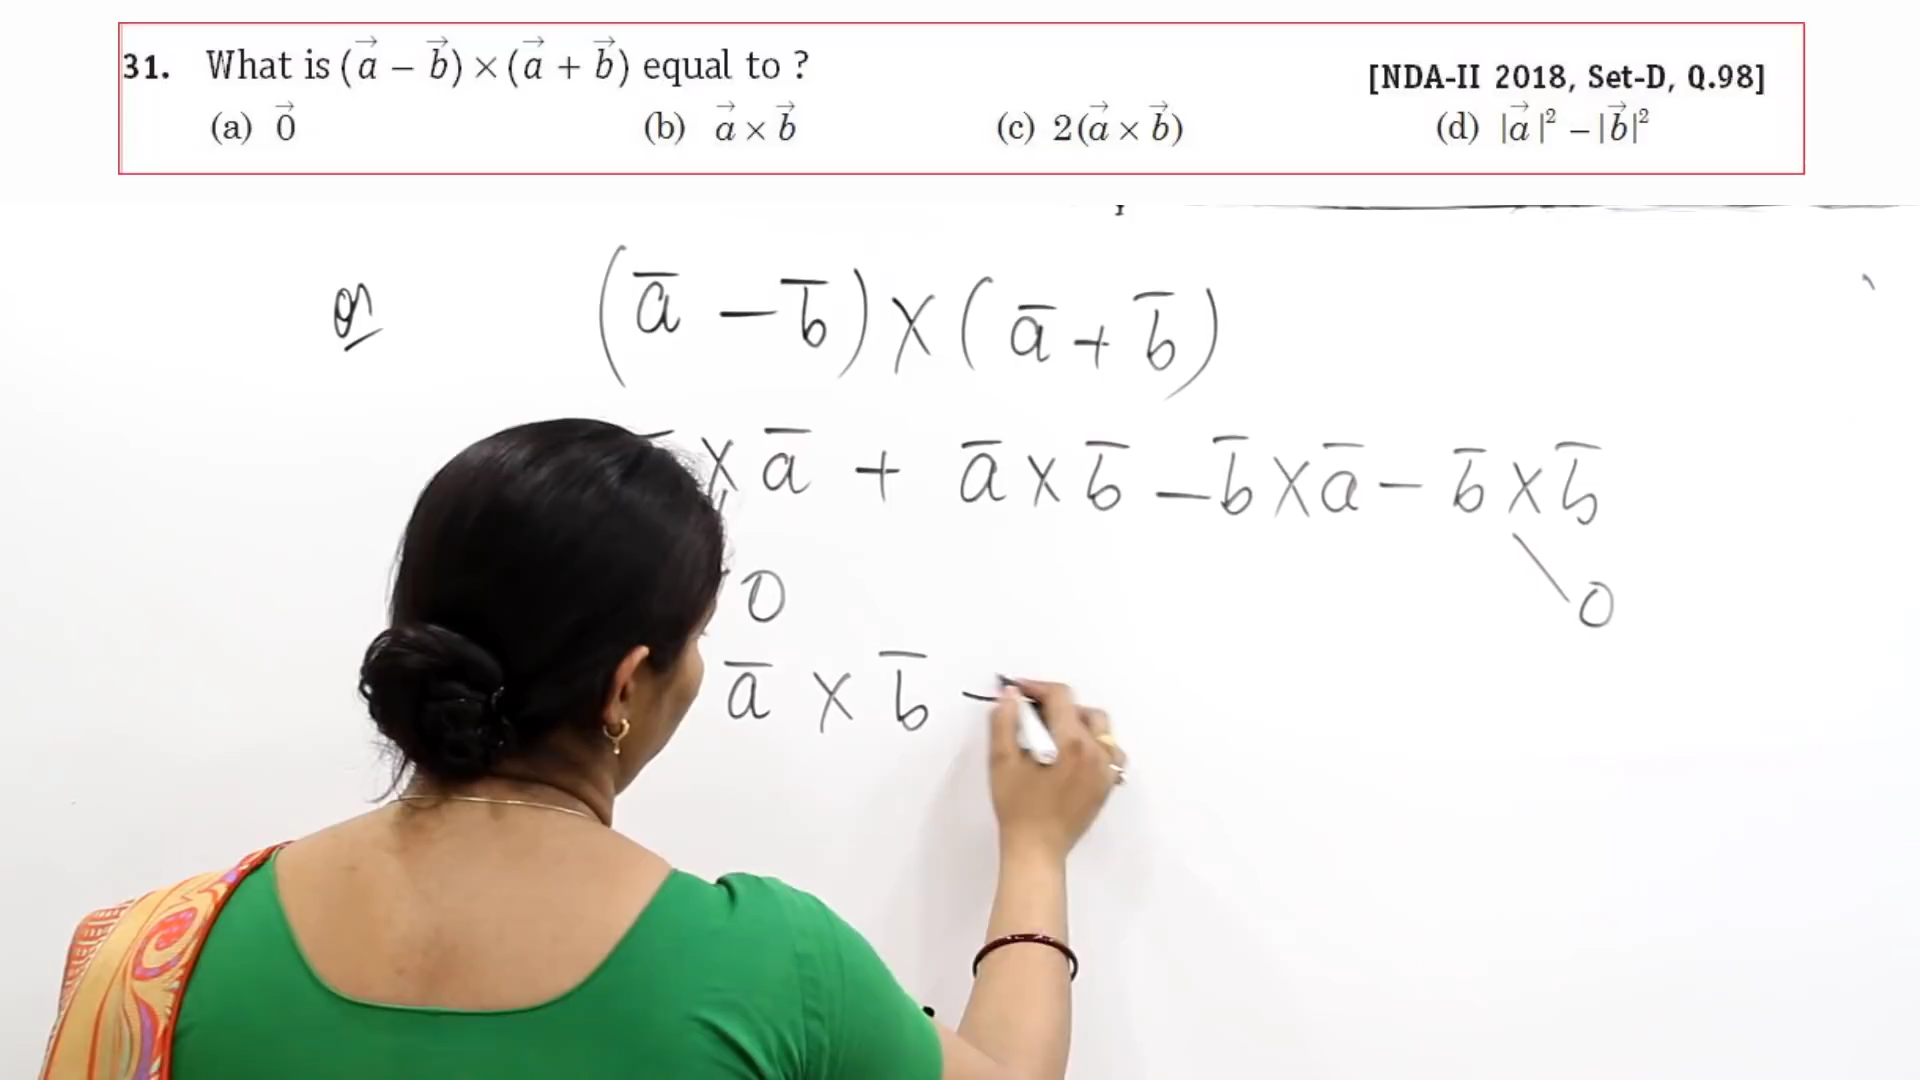 31. What is (a⃗ − b⃗) × (a⃗ + b⃗) equal to ?
[NDA-II 2018, Set-D, Q.98]
(a) 0⃗ (b) a⃗ × b⃗ (c) 2(a⃗ × b⃗) (d) |a⃗|² − |b⃗|²
(a̅ − b̅) × (a̅ + b̅)
× a̅ + a̅ × b̅ − b̅ × a̅ − b̅ × b̅
0 0
a̅ × b̅